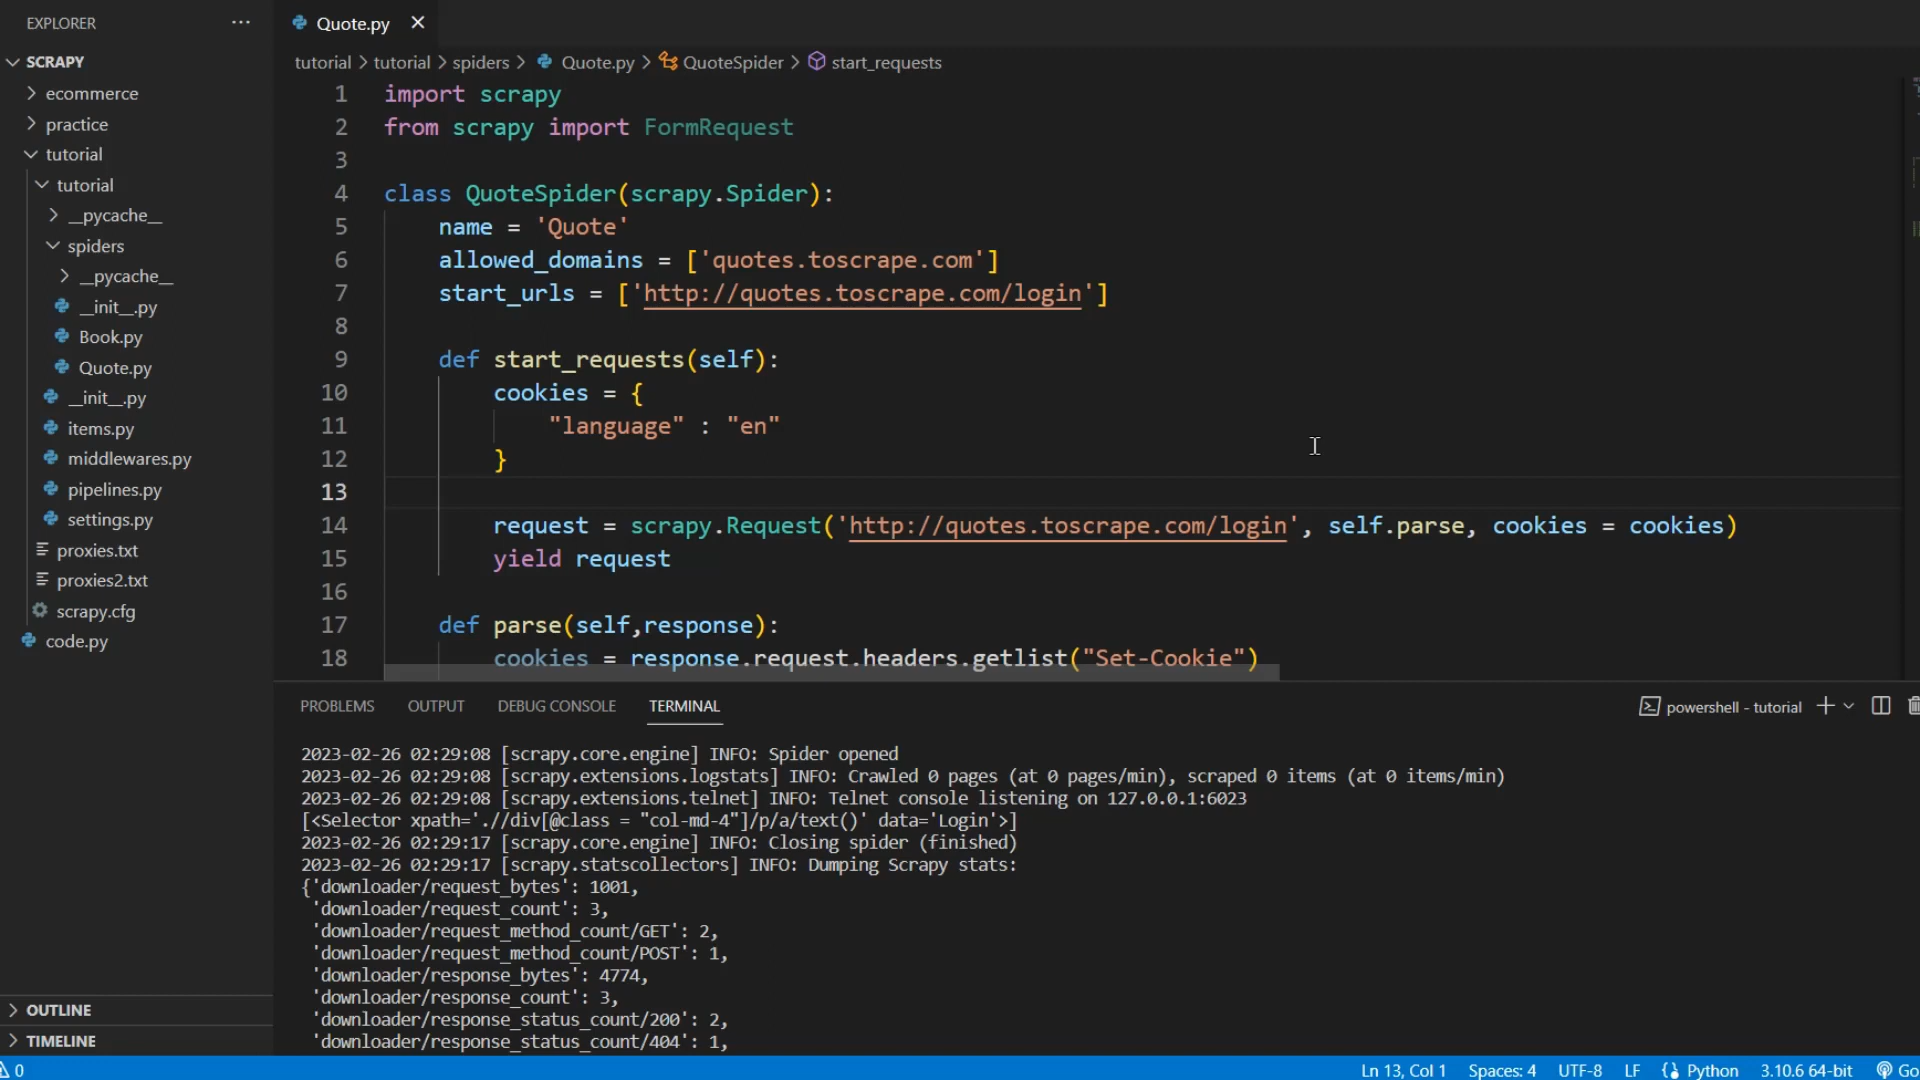 EXPLORER
SCRAPY
ecommerce
practice
tutorial
tutorial
__pycache__
spiders
__pycache__
__init__.py
Book.py
Quote.py
__init__.py
items.py
middlewares.py
pipelines.py
settings.py
proxies.txt
proxies2.txt
scrapy.cfg
code.py
OUTLINE
TIMELINE
Quote.py
tutorial > tutorial > spiders > Quote.py > QuoteSpider > start_requests
1 import scrapy
2 from scrapy import FormRequest
3
4 class QuoteSpider(scrapy.Spider):
5 name = 'Quote'
6 allowed_domains = ['quotes.toscrape.com']
7 start_urls = ['http://quotes.toscrape.com/login']
8
9 def start_requests(self):
10 cookies = {
11 "language" : "en"
12 }
13
14 request = scrapy.Request('http://quotes.toscrape.com/login', self.parse, cookies = cookies)
15 yield request
16
17 def parse(self,response):
18 cookies = response.request.headers.getlist("Set-Cookie")
PROBLEMS OUTPUT DEBUG CONSOLE TERMINAL
powershell - tutorial
2023-02-26 02:29:08 [scrapy.core.engine] INFO: Spider opened
2023-02-26 02:29:08 [scrapy.extensions.logstats] INFO: Crawled 0 pages (at 0 pages/min), scraped 0 items (at 0 items/min)
2023-02-26 02:29:08 [scrapy.extensions.telnet] INFO: Telnet console listening on 127.0.0.1:6023
[<Selector xpath='.//div[@class = "col-md-4"]/p/a/text()' data='Login'>]
2023-02-26 02:29:17 [scrapy.core.engine] INFO: Closing spider (finished)
2023-02-26 02:29:17 [scrapy.statscollectors] INFO: Dumping Scrapy stats:
{'downloader/request_bytes': 1001,
'downloader/request_count': 3,
'downloader/request_method_count/GET': 2,
'downloader/request_method_count/POST': 1,
'downloader/response_bytes': 4774,
'downloader/response_count': 3,
'downloader/response_status_count/200': 2,
'downloader/response_status_count/404': 1,
0 Ln 13, Col 1 Spaces: 4 UTF-8 LF Python 3.10.6 64-bit Go